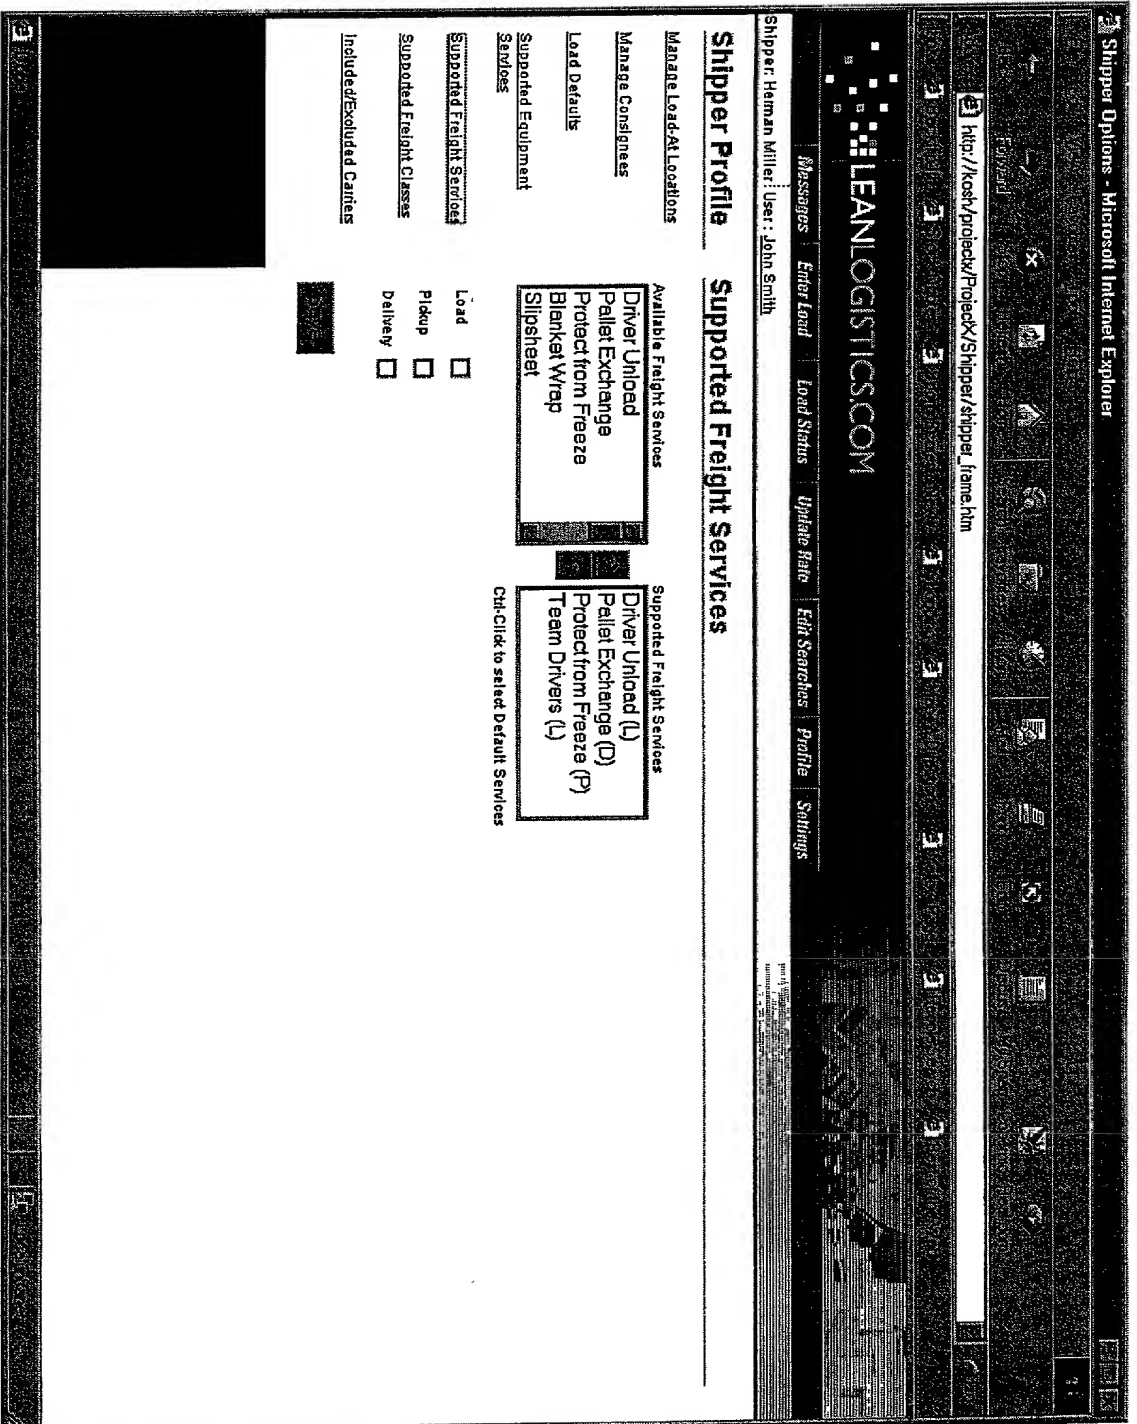 Shipper Options - Microsoft Internet Explorer
http://kosh/projectx/ProjectX/Shipper/shipper_frame.htm
LEANLOGISTICS.COM
Messages Enter Load Load Status Update Rate Edit Searches Profile Settings
Shipper: Herman Miller User: John Smith
Shipper Profile
Manage Load-At Locations
Manage Consignees
Load Defaults
Supported Equipment
Services
Supported Freight Services
Supported Freight Classes
Included/Excluded Carriers
Supported Freight Services
Available Freight Services
Driver Unload
Pallet Exchange
Protect from Freeze
Blanket Wrap
Slipsheet
Supported Freight Services
Driver Unload (L)
Pallet Exchange (D)
Protect from Freeze (P)
Team Drivers (L)
Ctrl-Click to select Default Services
Load
Pickup
Delivery